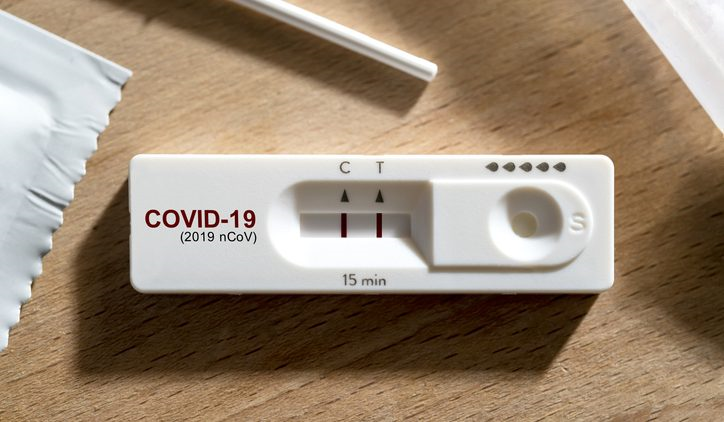 C T
COVID-19
(2019 nCoV)
S
15 min